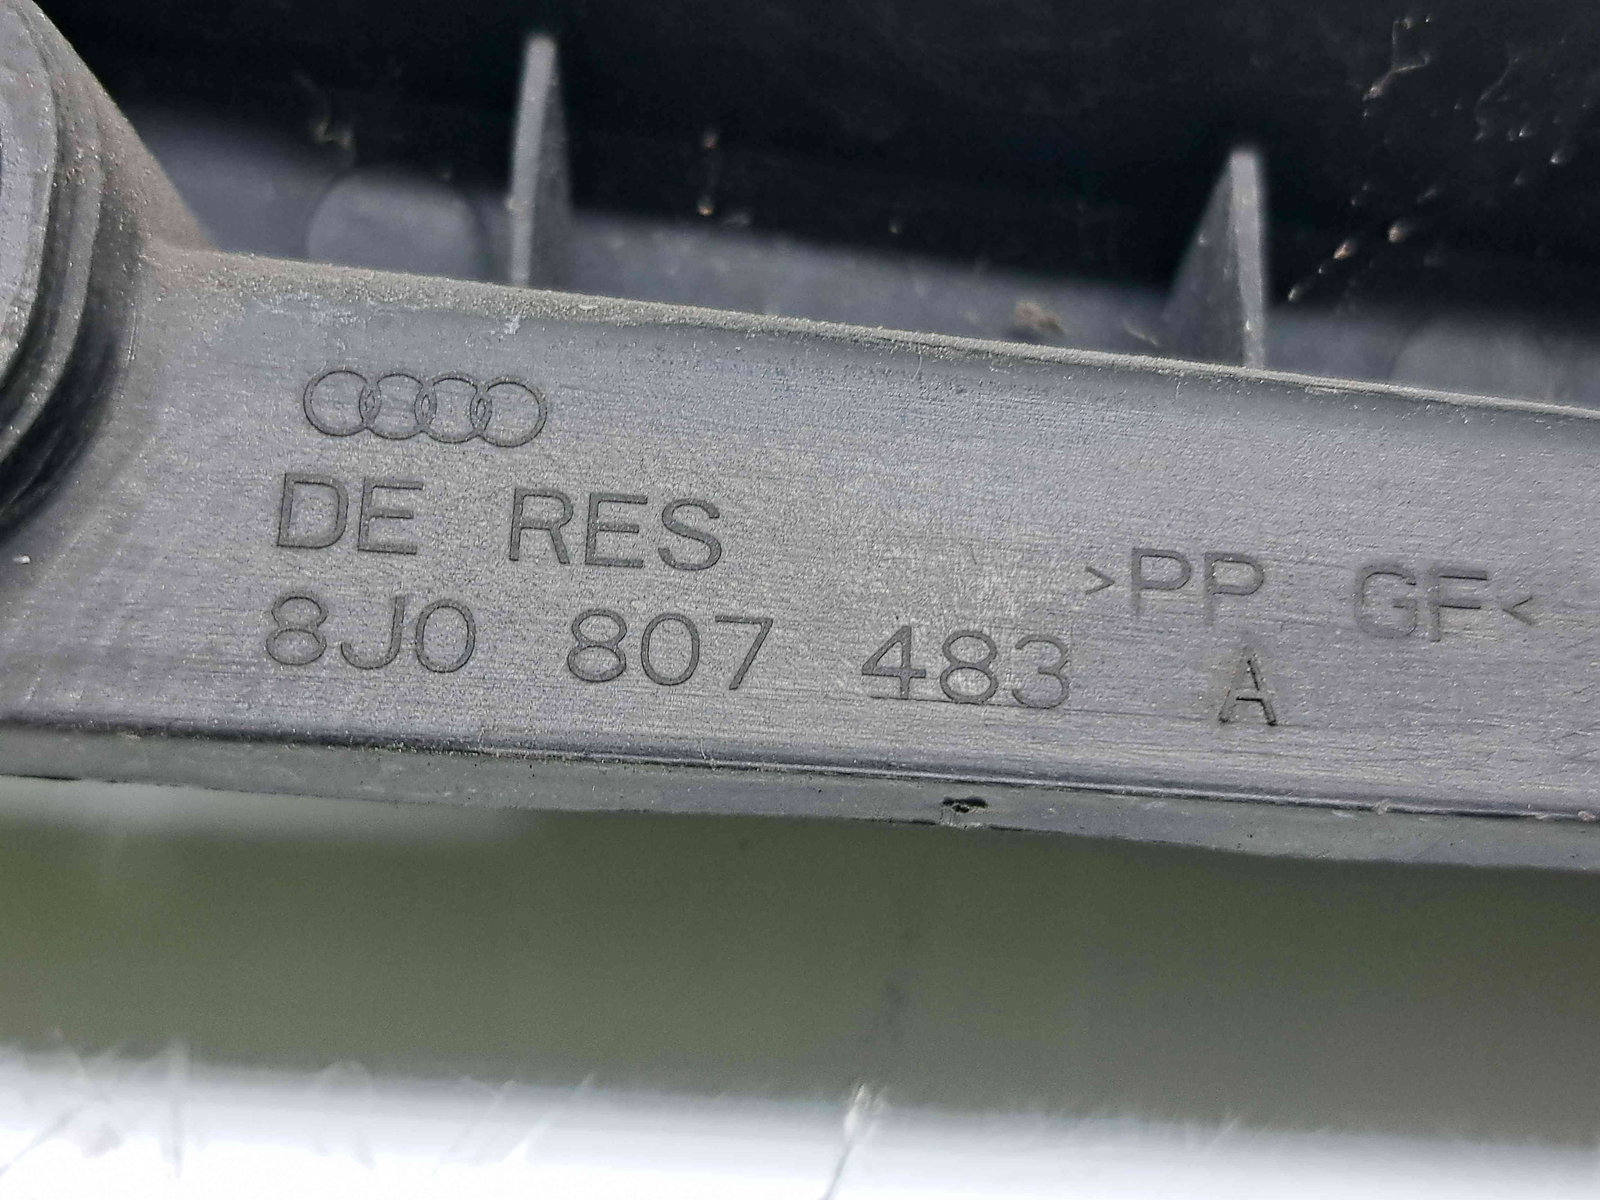 DE RES
>PP GF<
8J0 807 483 A